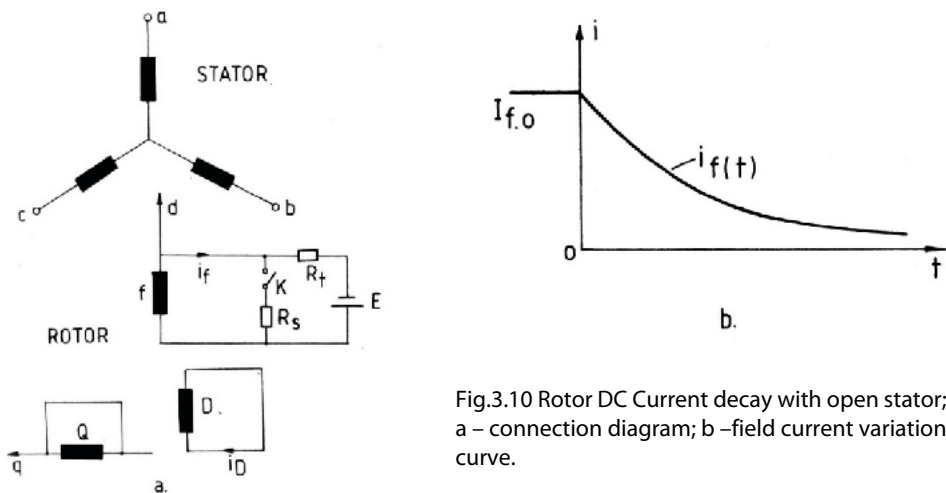 a
STATOR
c
b
d
f
i_f
K
R_t
E
R_s
ROTOR
Q
q
D.
i_D
a.
i
I_f.o
i_f(t)
o
t
b.
Fig.3.10 Rotor DC Current decay with open stator;
a – connection diagram; b –field current variation
curve.